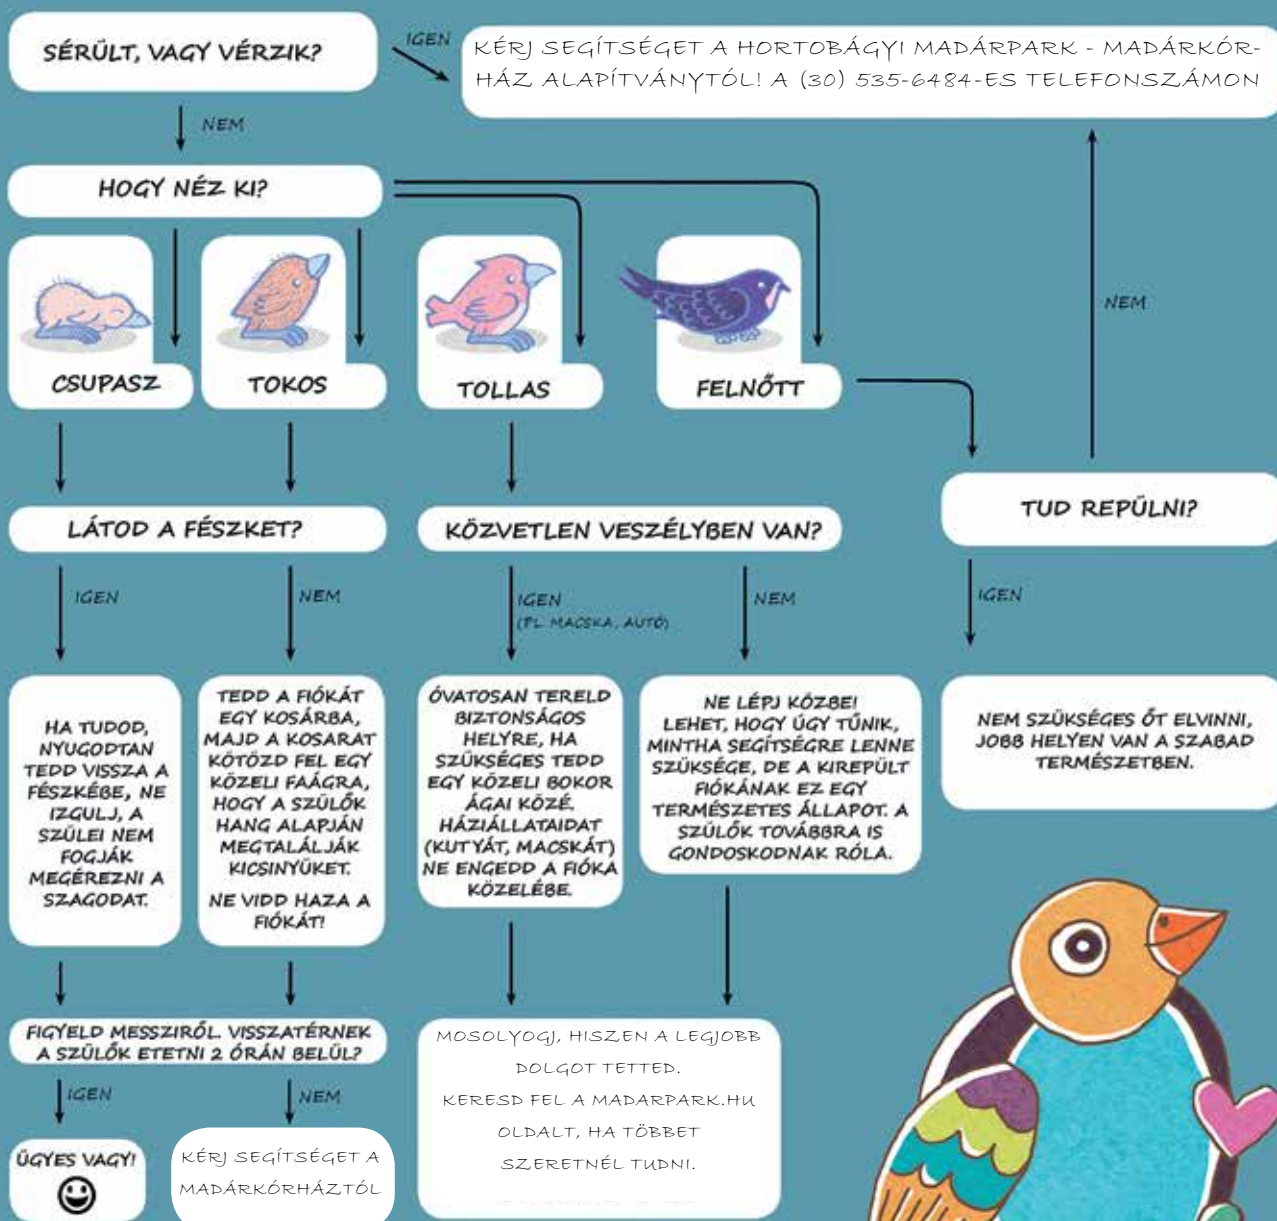 SÉRÜLT, VAGY VÉRZIK?
IGEN
KÉRJ SEGÍTSÉGET A HORTOBÁGYI MADÁRPARK - MADÁRKÓR-
HÁZ ALAPÍTVÁNYTÓL! A (30) 535-6484-ES TELEFONSZÁMON
NEM
HOGY NÉZ KI?
CSUPASZ
TOKOS
TOLLAS
FELNŐTT
NEM
LÁTOD A FÉSZKET?
KÖZVETLEN VESZÉLYBEN VAN?
TUD REPÜLNI?
IGEN
NEM
IGEN
(PL. MACSKA, AUTÓ)
NEM
IGEN
HA TUDOD,
NYUGODTAN
TEDD VISSZA A
FÉSZKÉBE, NE
IZGULJ, A
SZÜLEI NEM
FOGJÁK
MEGÉREZNI A
SZAGODAT.
TEDD A FIÓKÁT
EGY KOSÁRBA,
MAJD A KOSARAT
KÖTÖZD FEL EGY
KÖZELI FAÁGRA,
HOGY A SZÜLŐK
HANG ALAPJÁN
MEGTALÁLJÁK
KICSINYÜKET.
NE VIDD HAZA A
FIÓKÁT!
ÓVATOSAN TERELD
BIZTONSÁGOS
HELYRE, HA
SZÜKSÉGES TEDD
EGY KÖZELI BOKOR
ÁGAI KÖZÉ.
HÁZIÁLLATAIDAT
(KUTYÁT, MACSKÁT)
NE ENGEDD A FIÓKA
KÖZELÉBE.
NE LÉPJ KÖZBE!
LEHET, HOGY ÚGY TŰNIK,
MINTHA SEGÍTSÉGRE LENNE
SZÜKSÉGE, DE A KIREPÜLT
FIÓKÁNAK EZ EGY
TERMÉSZETES ÁLLAPOT. A
SZÜLŐK TOVÁBBRA IS
GONDOSKODNAK RÓLA.
NEM SZÜKSÉGES ŐT ELVINNI,
JOBB HELYEN VAN A SZABAD
TERMÉSZETBEN.
FIGYELD MESSZIRŐL. VISSZATÉRNEK
A SZÜLŐK ETETNI 2 ÓRÁN BELÜL?
IGEN
NEM
ÜGYES VAGY!
KÉRJ SEGÍTSÉGET A
MADÁRKÓRHÁZTÓL
MOSOLYOGJ, HISZEN A LEGJOBB
DOLGOT TETTED.
KERESD FEL A MADARPARK.HU
OLDALT, HA TÖBBET
SZERETNÉL TUDNI.